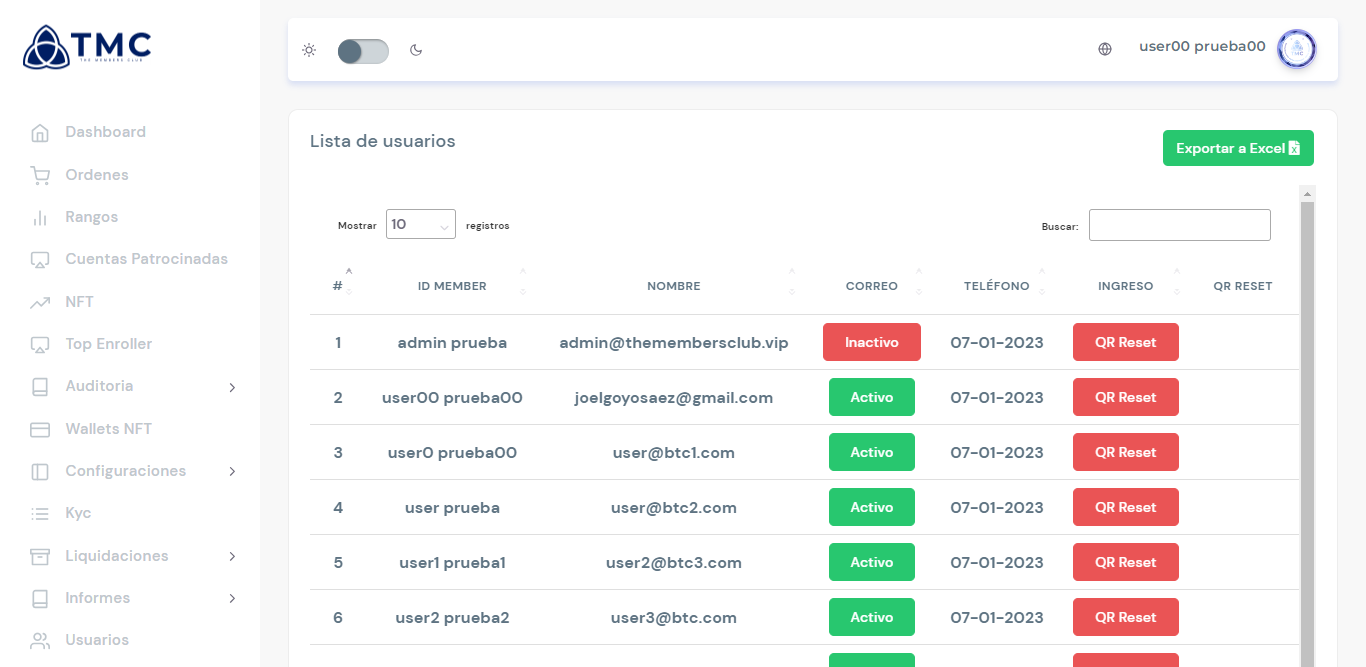 TMC
THE MEMBERS CLUB
user00 prueba00
Dashboard
Ordenes
Rangos
Cuentas Patrocinadas
NFT
Top Enroller
Auditoria
Wallets NFT
Configuraciones
Kyc
Liquidaciones
Informes
Usuarios
Lista de usuarios
Exportar a Excel
Mostrar 10 registros
Buscar:
# ID MEMBER NOMBRE CORREO TELÉFONO INGRESO QR RESET
1 admin prueba admin@themembersclub.vip Inactivo 07-01-2023 QR Reset
2 user00 prueba00 joelgoyosaez@gmail.com Activo 07-01-2023 QR Reset
3 user0 prueba00 user@btc1.com Activo 07-01-2023 QR Reset
4 user prueba user@btc2.com Activo 07-01-2023 QR Reset
5 user1 prueba1 user2@btc3.com Activo 07-01-2023 QR Reset
6 user2 prueba2 user3@btc.com Activo 07-01-2023 QR Reset